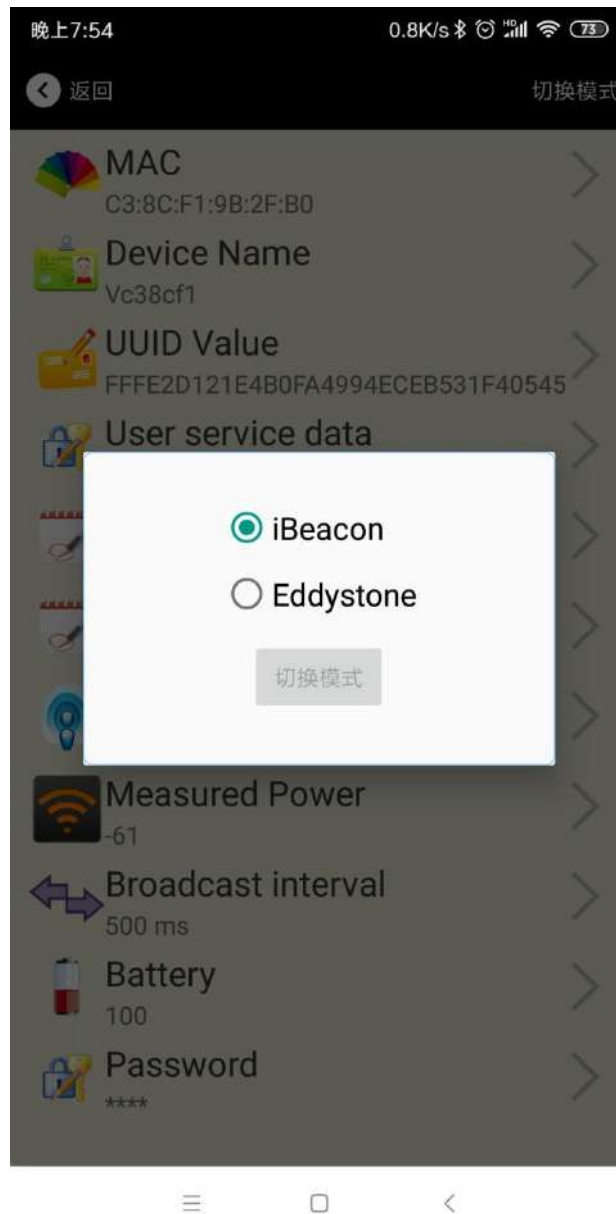 晚上7:54
0.8K/s HD 73
返回
切换模式
MAC
C3:8C:F1:9B:2F:B0
Device Name
Vc38cf1
UUID Value
FFFE2D121E4B0FA4994ECEB531F40545
User service data
iBeacon
Eddystone
切换模式
Measured Power
-61
Broadcast interval
500 ms
Battery
100
Password
****